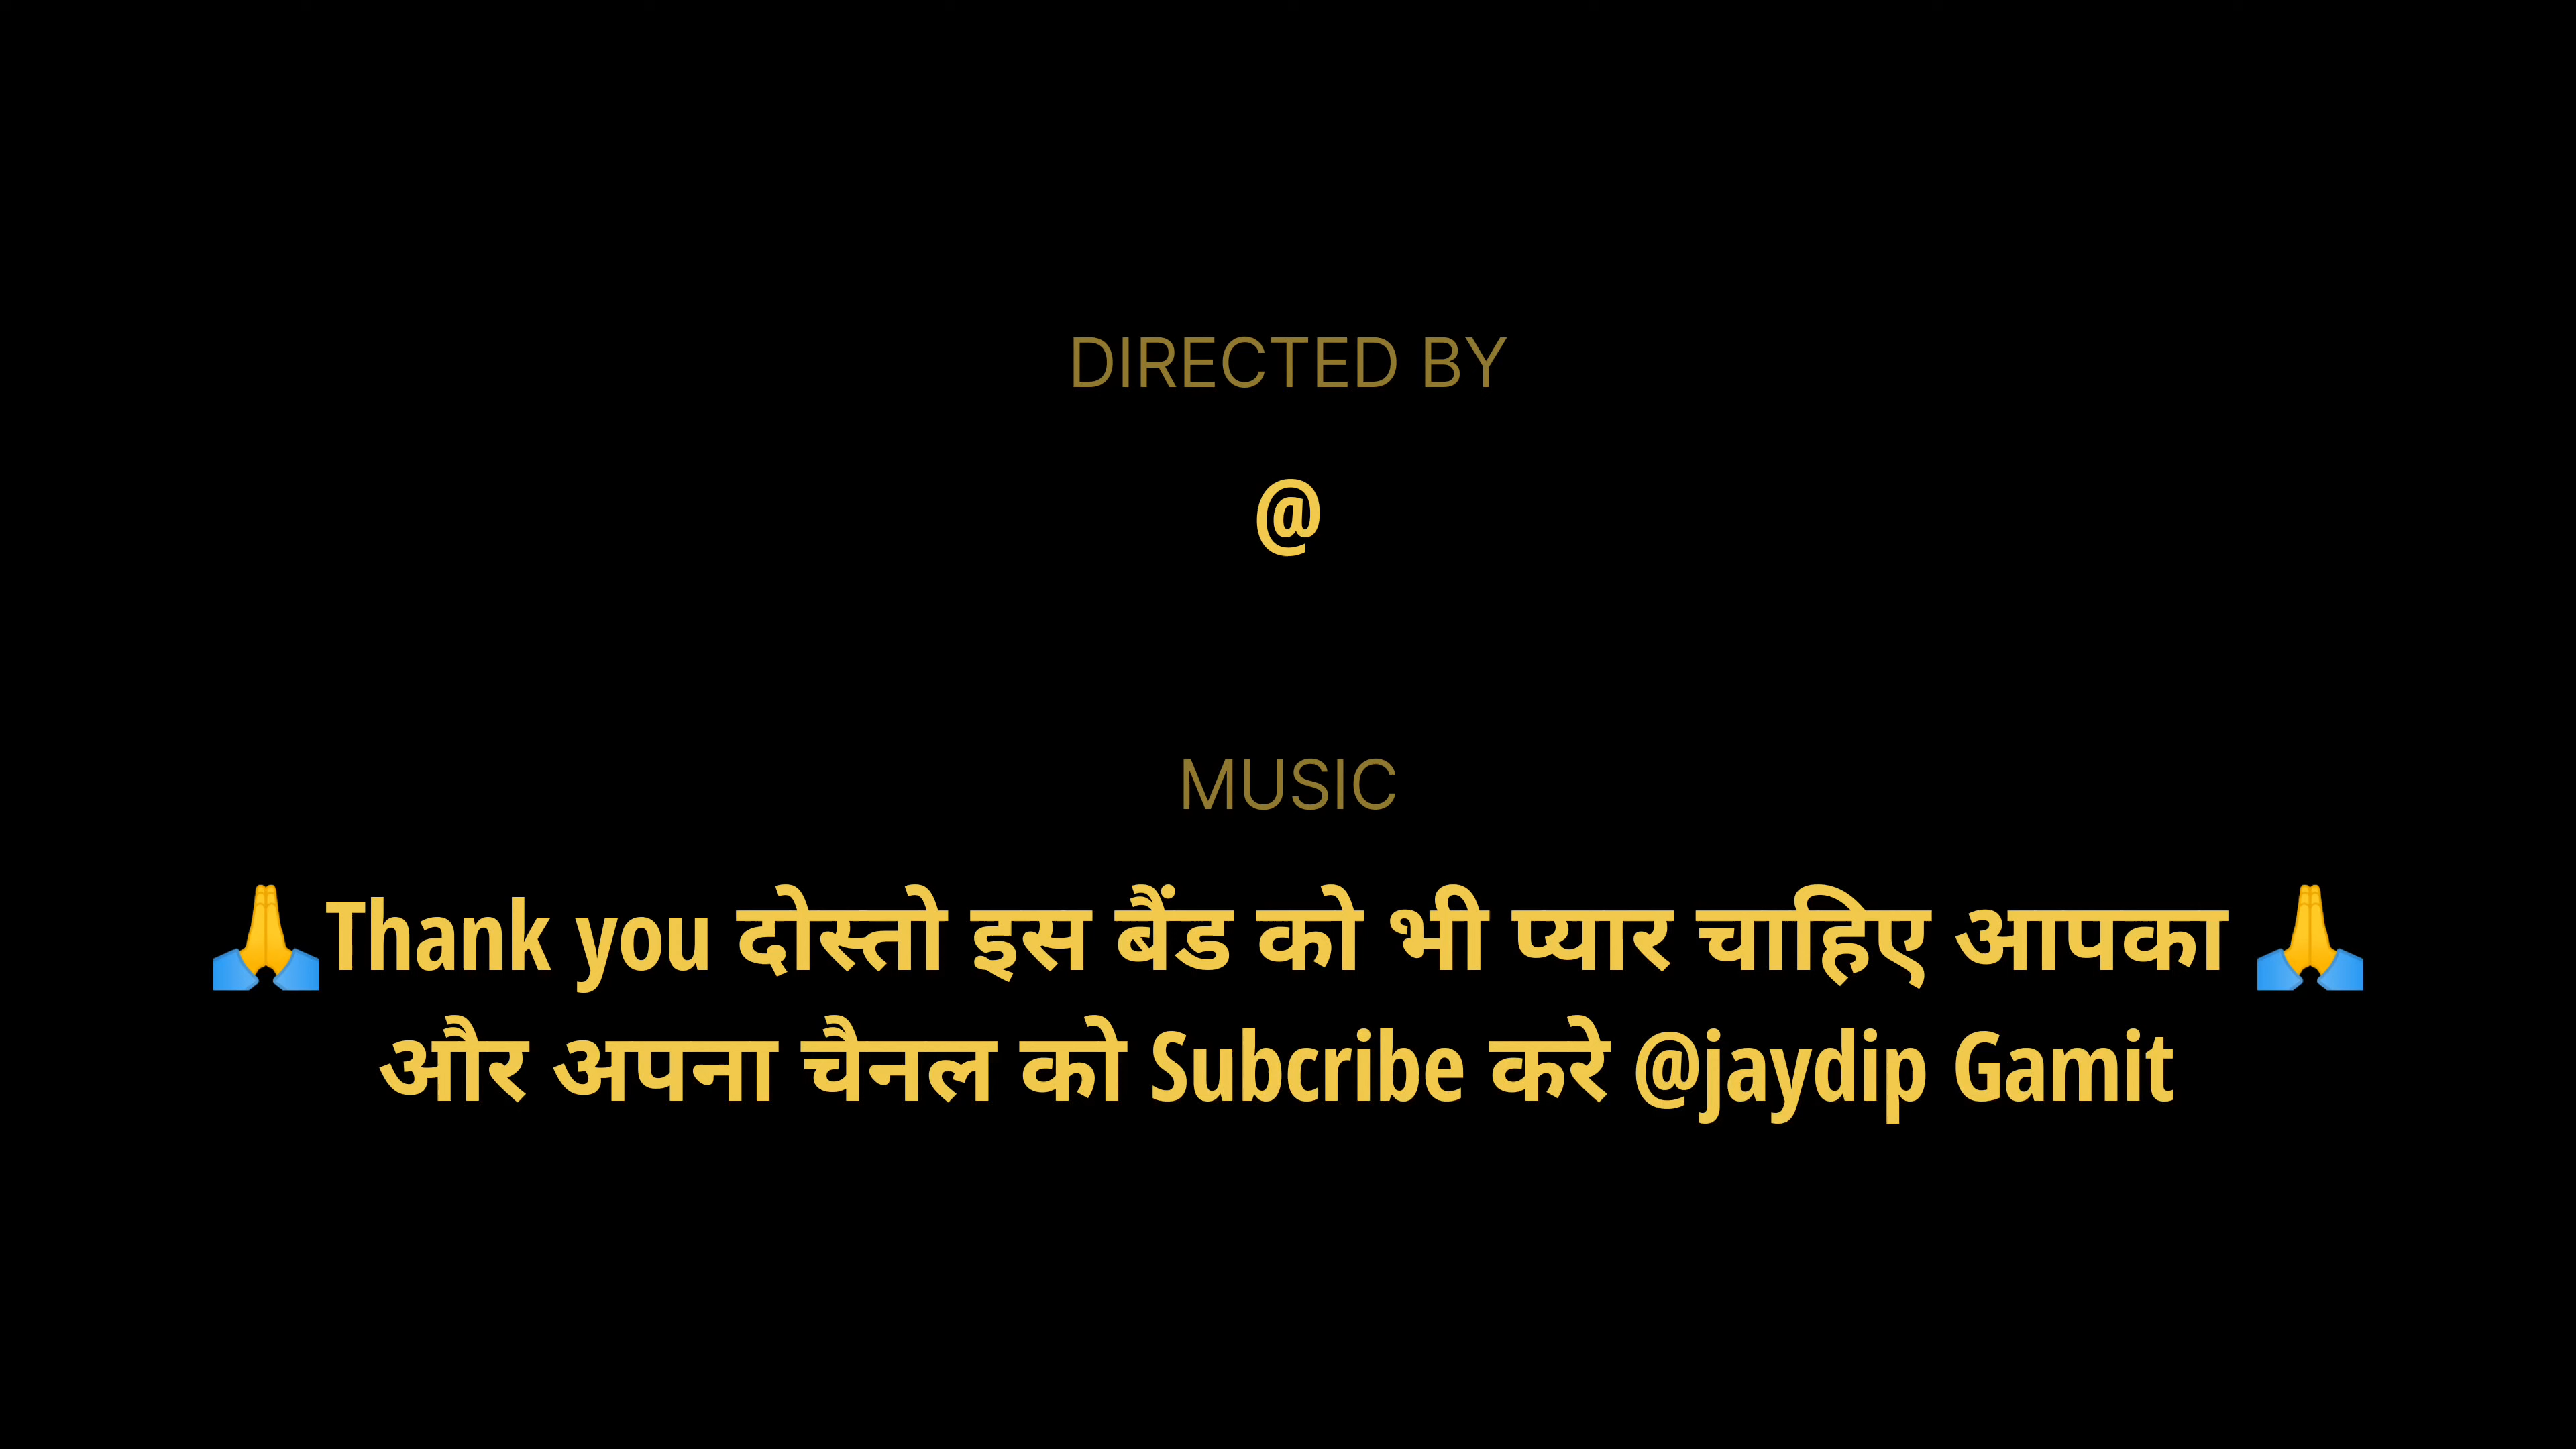 DIRECTED BY
@
MUSIC
🙏Thank you दोस्तो इस बैंड को भी प्यार चाहिए आपका 🙏
और अपना चैनल को Subcribe करे @jaydip Gamit